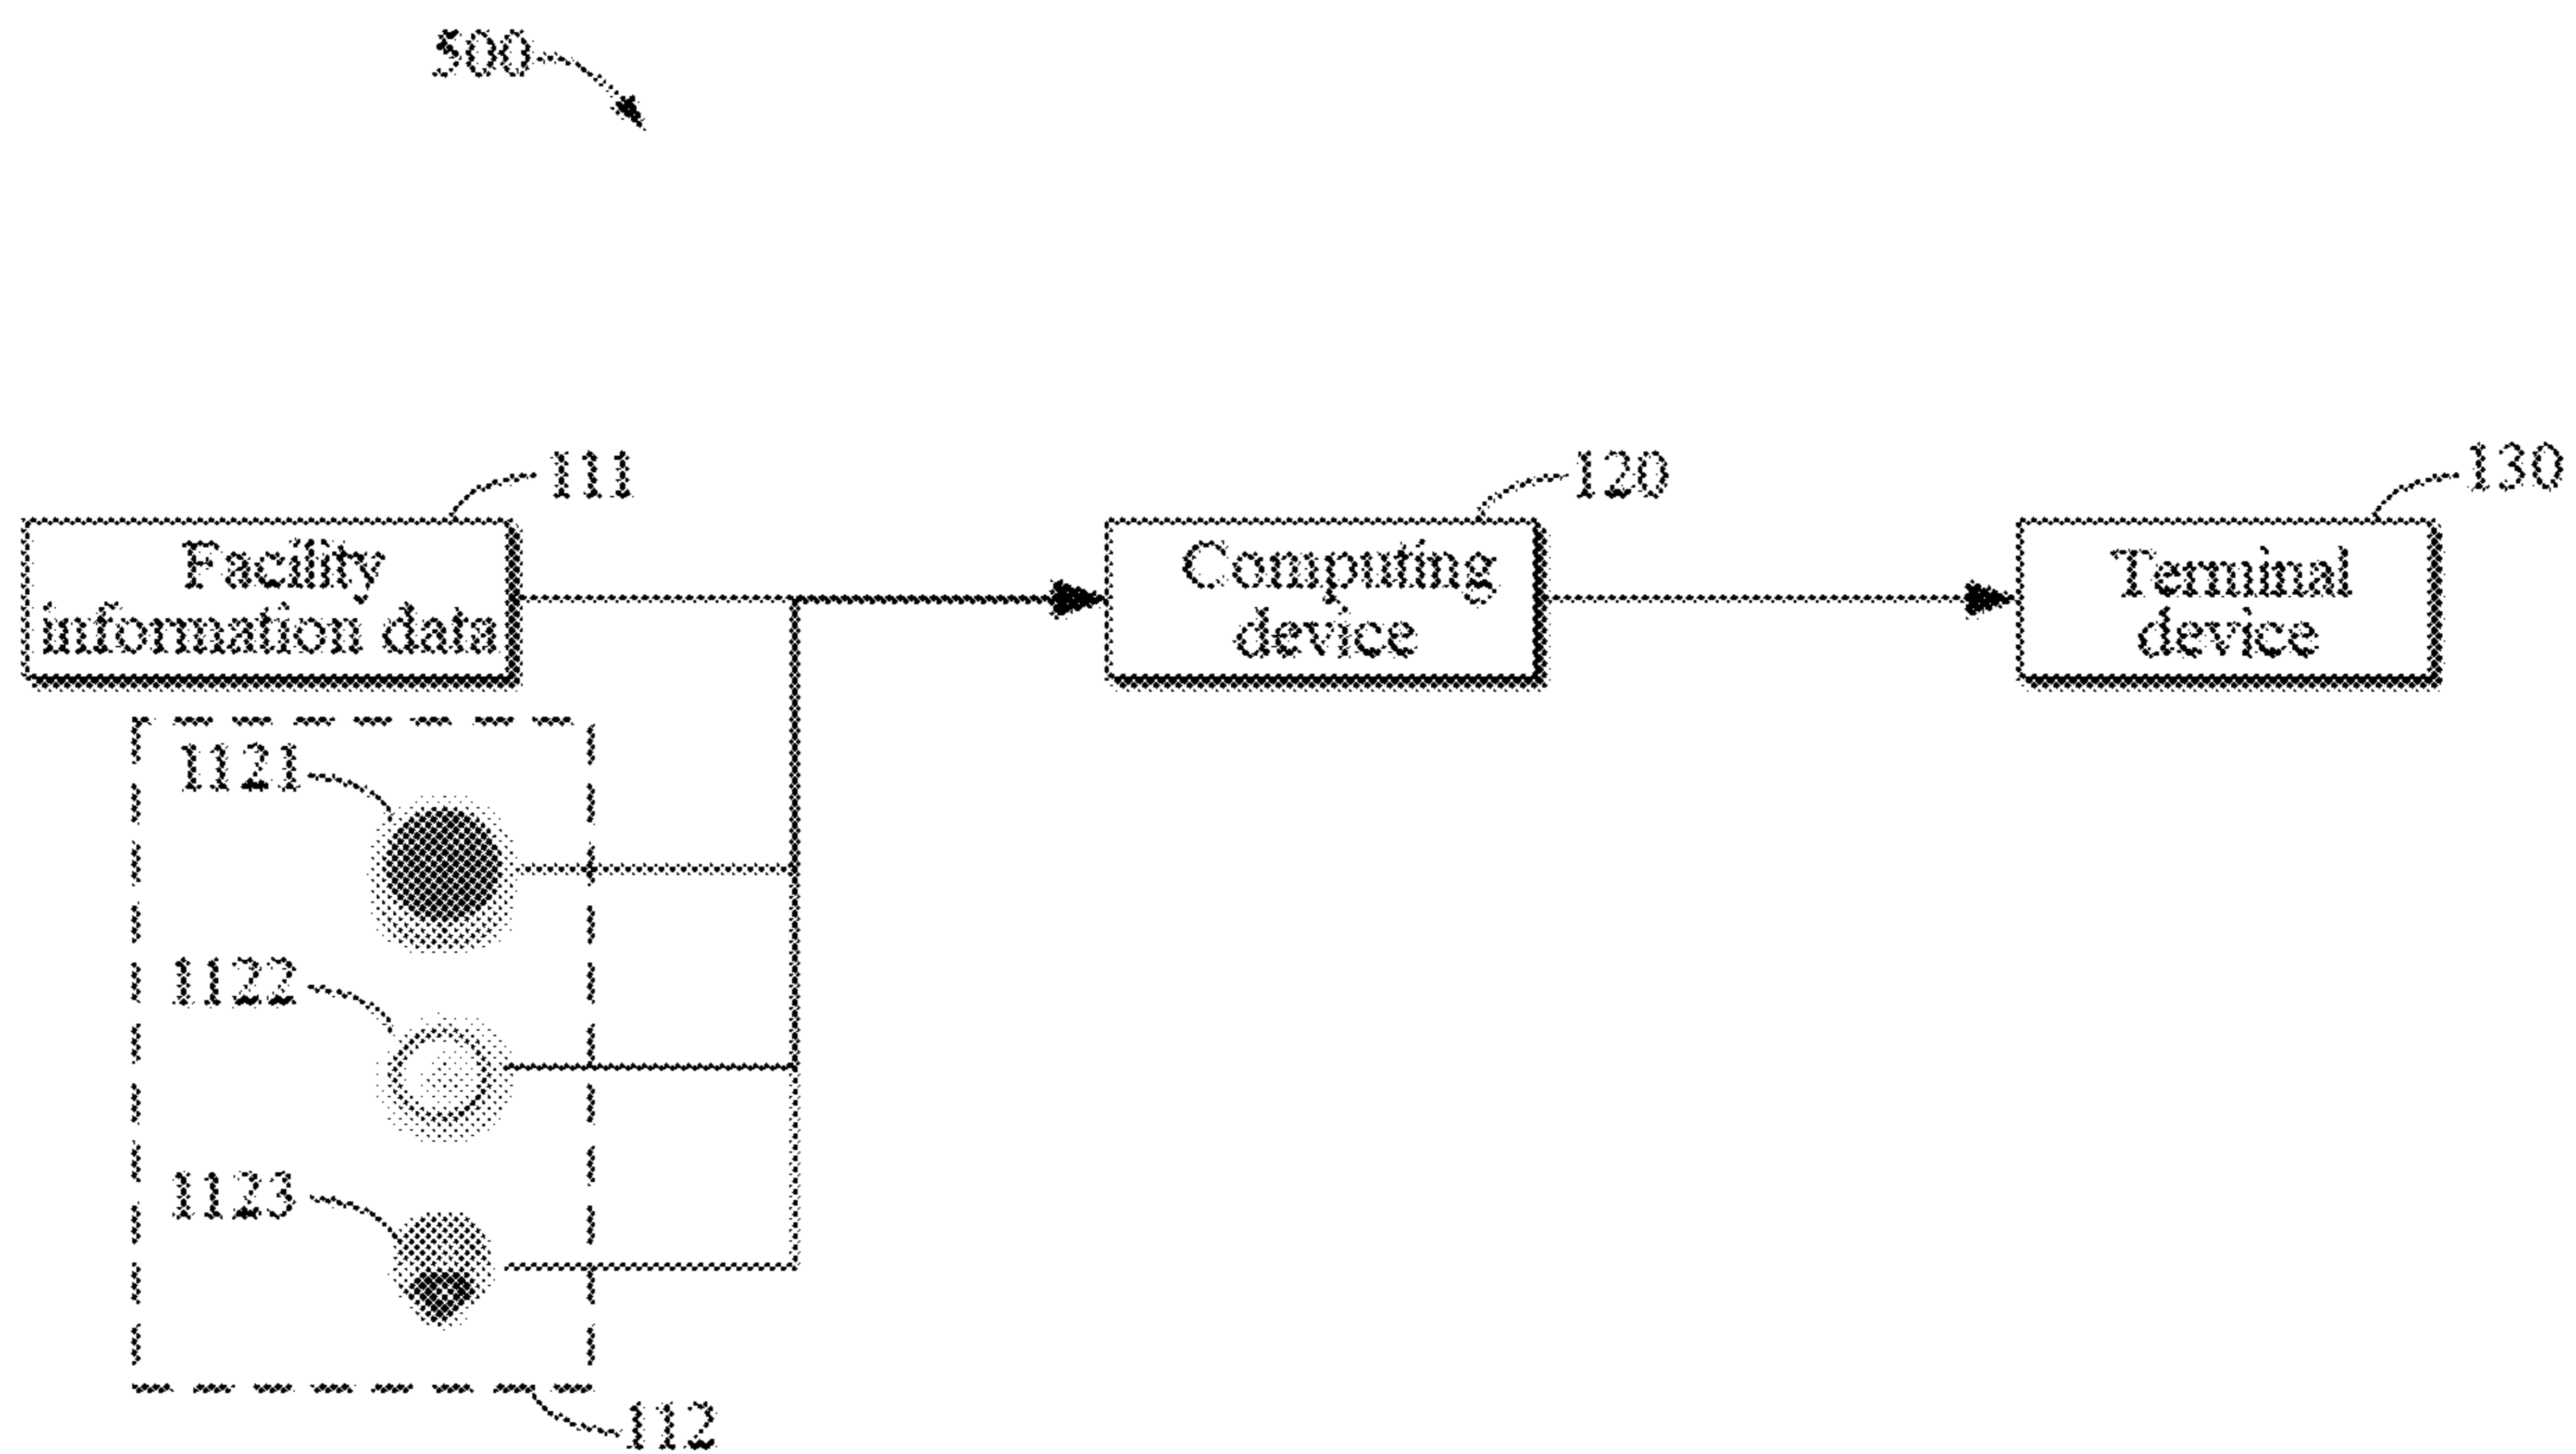 500
111
120
130
Facility
information data
Computing
device
Terminal
device
1121
1122
1123
112